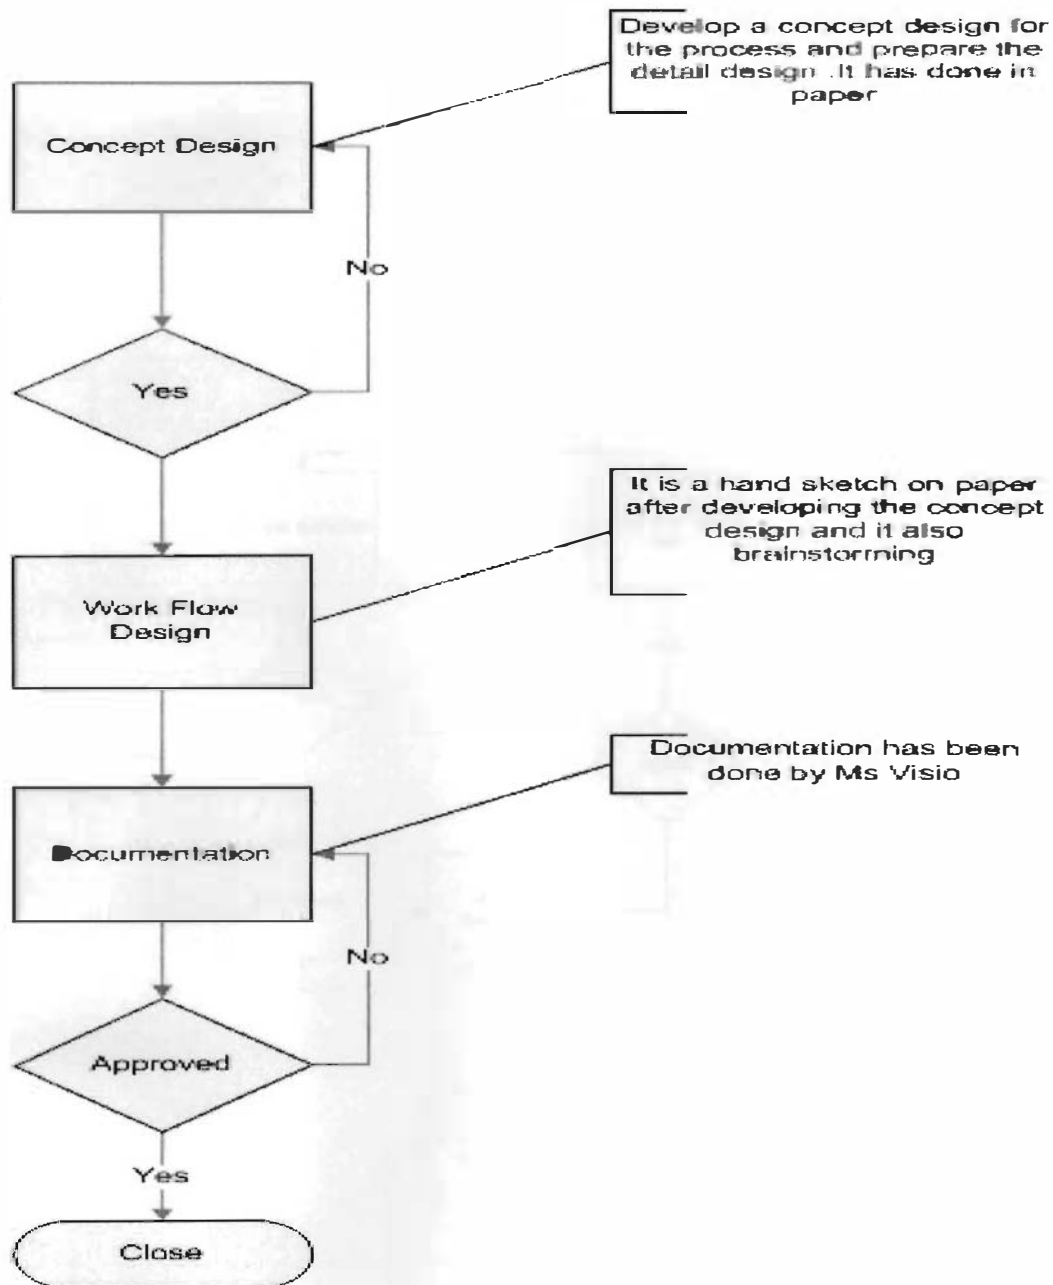 Develop a concept design for
the process and prepare the
detail design .It has done in
paper
Concept Design
No
Yes
It is a hand sketch on paper
after developing the concept
design and it also
brainstorming
Work Flow
Design
Documentation has been
done by Ms Visio
Documentation
No
Approved
Yes
Close